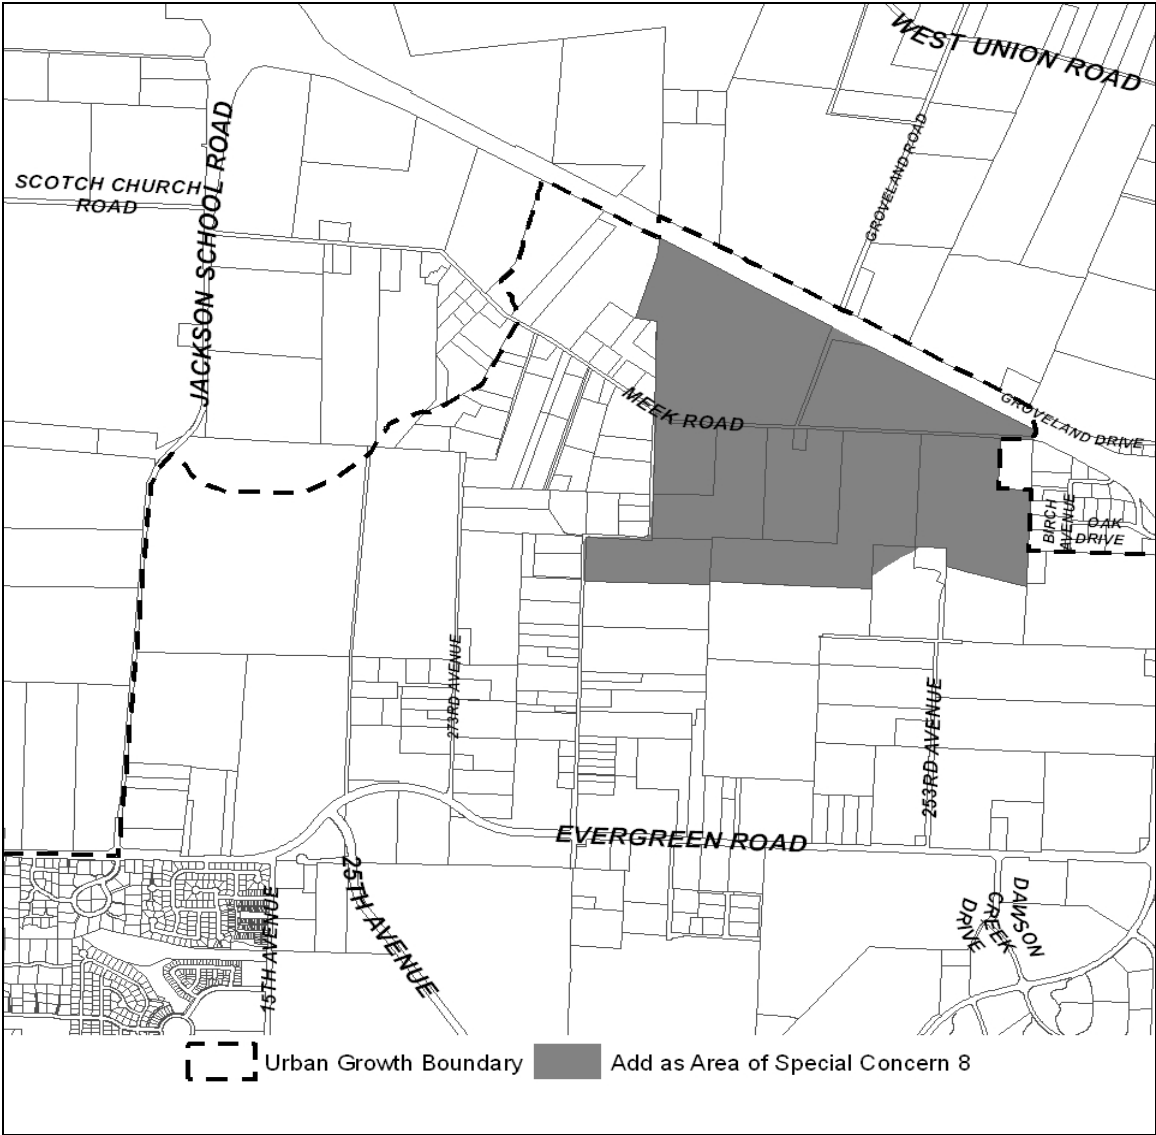 WEST UNION ROAD
GROVELAND ROAD
JACKSON SCHOOL ROAD
SCOTCH CHURCH
ROAD
MEEK ROAD
GROVELAND DRIVE
BIRCH
AVENUE
OAK
DRIVE
273RD AVENUE
253RD AVENUE
EVERGREEN ROAD
25TH AVENUE
15TH AVENUE
DAWSON
CREEK
DRIVE
Urban Growth Boundary
Add as Area of Special Concern 8